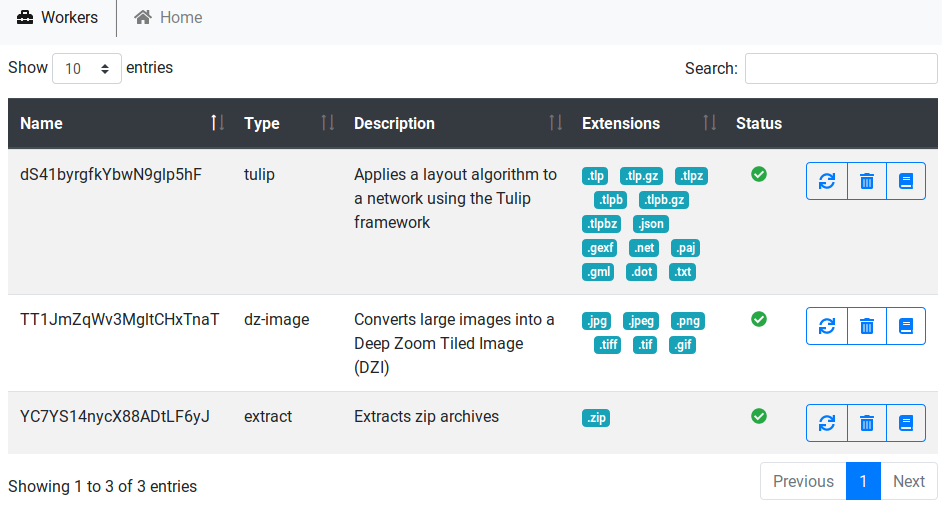 Workers Home
Show 10 entries Search:
Name Type Description Extensions Status
dS41byrgfkYbwN9glp5hF tulip Applies a layout algorithm to .tlp .tlp.gz .tlpz
a network using the Tulip .tlpb .tlpb.gz
framework .tlpbz .json
.gexf .net .paj
.gml .dot .txt
TT1JmZqWv3MgltCHxTnaT dz-image Converts large images into a .jpg .jpeg .png
Deep Zoom Tiled Image .tiff .tif .gif
(DZI)
YC7YS14nycX88ADtLF6yJ extract Extracts zip archives .zip
Showing 1 to 3 of 3 entries Previous 1 Next